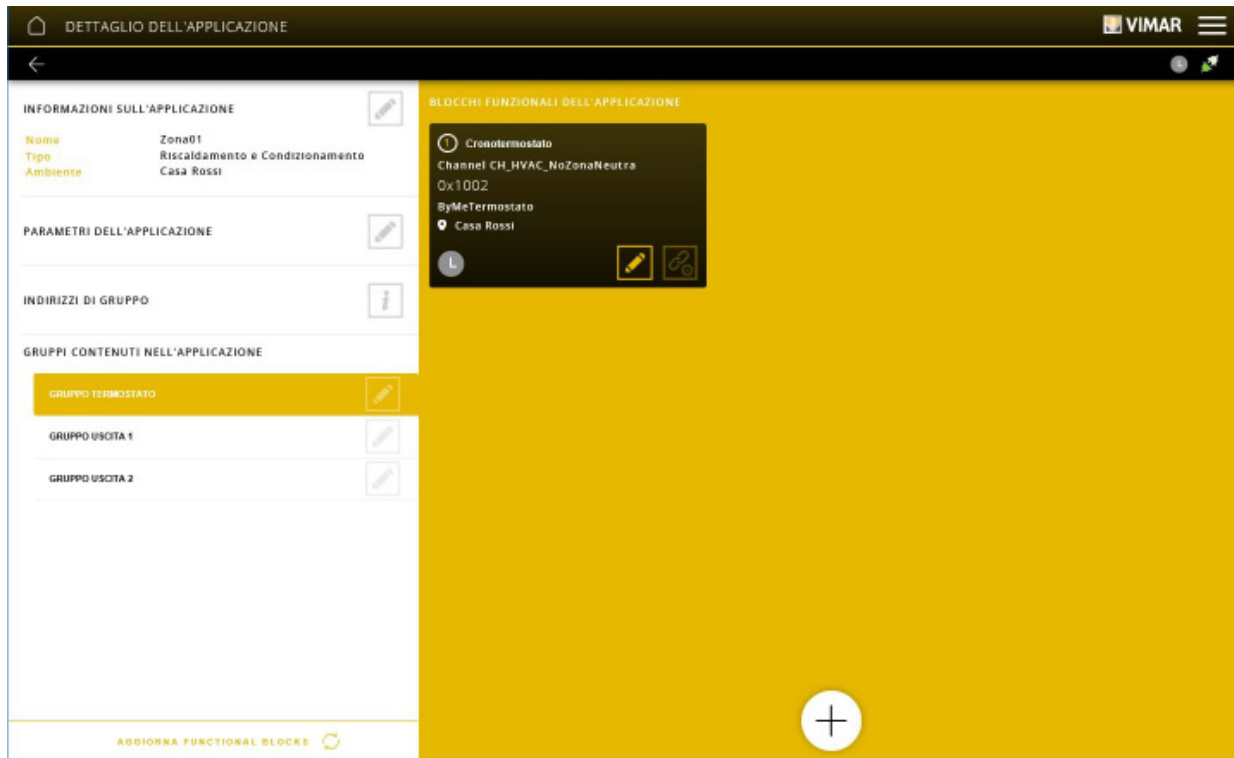 DETTAGLIO DELL'APPLICAZIONE
VIMAR
L
INFORMAZIONI SULL'APPLICAZIONE
Nome Zona01
Tipo Riscaldamento e Condizionamento
Ambiente Casa Rossi
PARAMETRI DELL'APPLICAZIONE
INDIRIZZI DI GRUPPO
i
GRUPPI CONTENUTI NELL'APPLICAZIONE
GRUPPO TERMOSTATO
GRUPPO USCITA 1
GRUPPO USCITA 2
AGGIORNA FUNCTIONAL BLOCKS
BLOCCHI FUNZIONALI DELL'APPLICAZIONE
1 Cronotermostato
Channel CH_HVAC_NoZonaNeutra
0x1002
ByMeTermostato
Casa Rossi
L